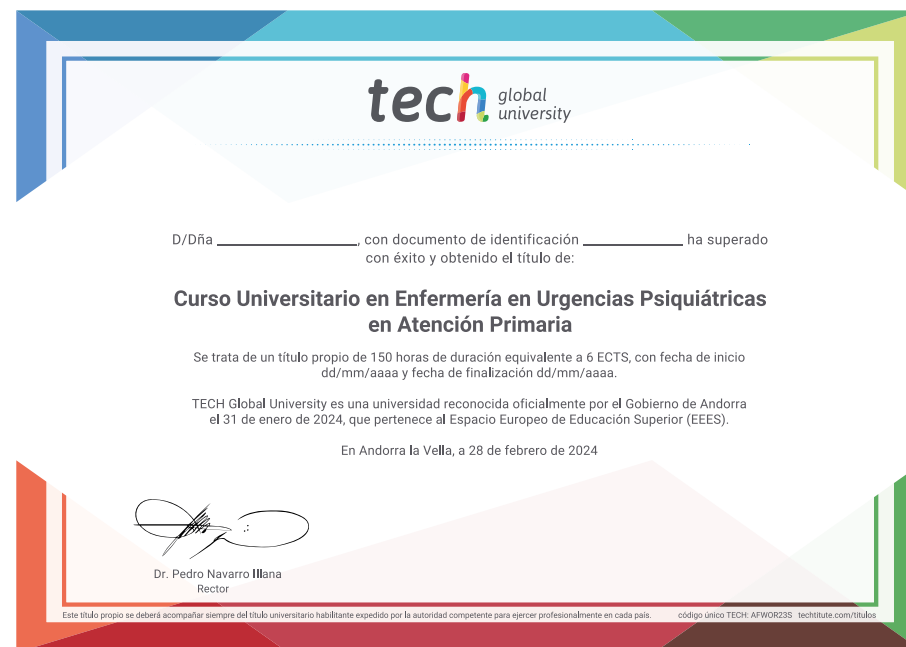 tech global
university
D/Dña ______________, con documento de identificación __________ ha superado
con éxito y obtenido el título de:
Curso Universitario en Enfermería en Urgencias Psiquiátricas
en Atención Primaria
Se trata de un título propio de 150 horas de duración equivalente a 6 ECTS, con fecha de inicio
dd/mm/aaaa y fecha de finalización dd/mm/aaaa.
TECH Global University es una universidad reconocida oficialmente por el Gobierno de Andorra
el 31 de enero de 2024, que pertenece al Espacio Europeo de Educación Superior (EEES).
En Andorra la Vella, a 28 de febrero de 2024
Dr. Pedro Navarro Illana
Rector
Este título propio se deberá acompañar siempre del título universitario habilitante expedido por la autoridad competente para ejercer profesionalmente en cada país. código único TECH: AFWOR23S techtitute.com/titulos